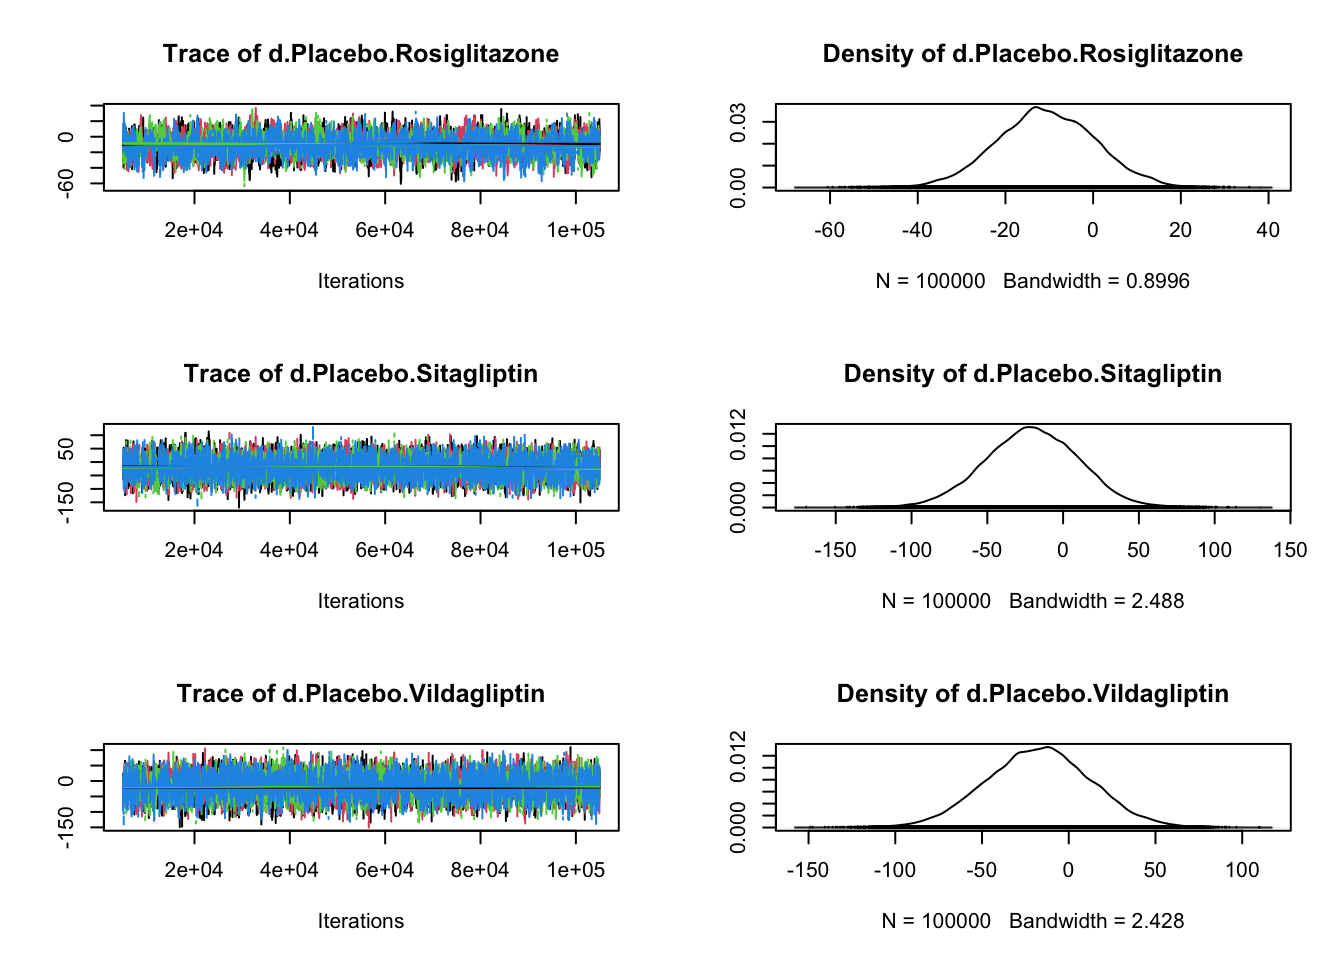 Trace of d.Placebo.Rosiglitazone
0
-60
2e+04 4e+04 6e+04 8e+04 1e+05
Iterations
Density of d.Placebo.Rosiglitazone
0.03
0.00
-60 -40 -20 0 20 40
N = 100000 Bandwidth = 0.8996
Trace of d.Placebo.Sitagliptin
50
-150
2e+04 4e+04 6e+04 8e+04 1e+05
Iterations
Density of d.Placebo.Sitagliptin
0.012
0.000
-150 -100 -50 0 50 100 150
N = 100000 Bandwidth = 2.488
Trace of d.Placebo.Vildagliptin
0
-150
2e+04 4e+04 6e+04 8e+04 1e+05
Iterations
Density of d.Placebo.Vildagliptin
0.012
0.000
-150 -100 -50 0 50 100
N = 100000 Bandwidth = 2.428